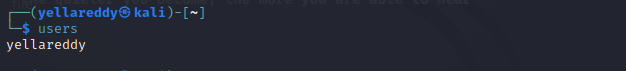 ┌──(yellareddy㉿kali)-[~]
└─$ users
yellareddy